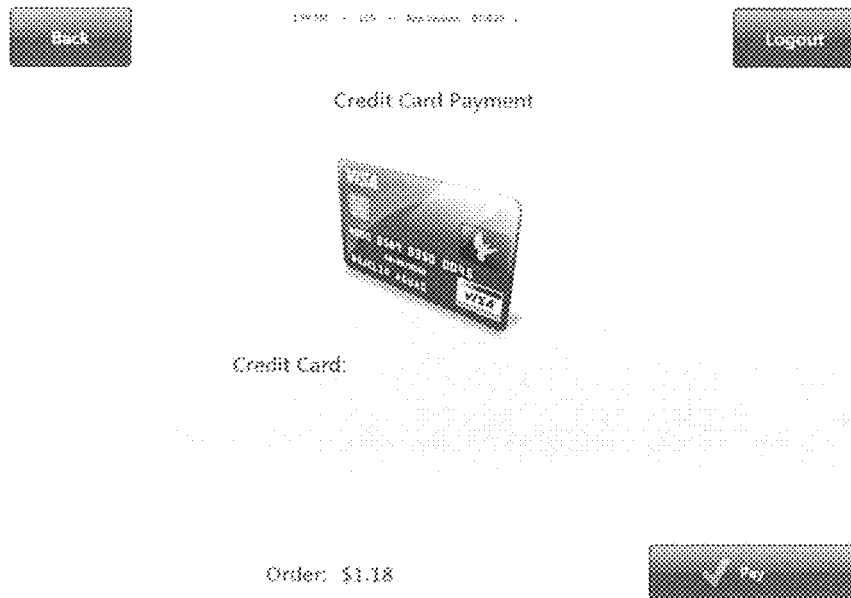 Back
Logout
Credit Card Payment
VISA
VISA
Credit Card:
Order: $1.18
Pay